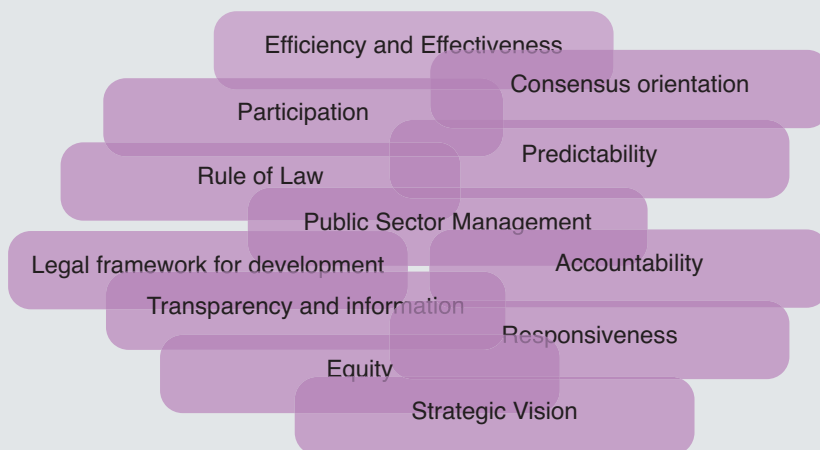 Efficiency and Effectiveness
Consensus orientation
Participation
Predictability
Rule of Law
Public Sector Management
Legal framework for development
Accountability
Transparency and information
Responsiveness
Equity
Strategic Vision